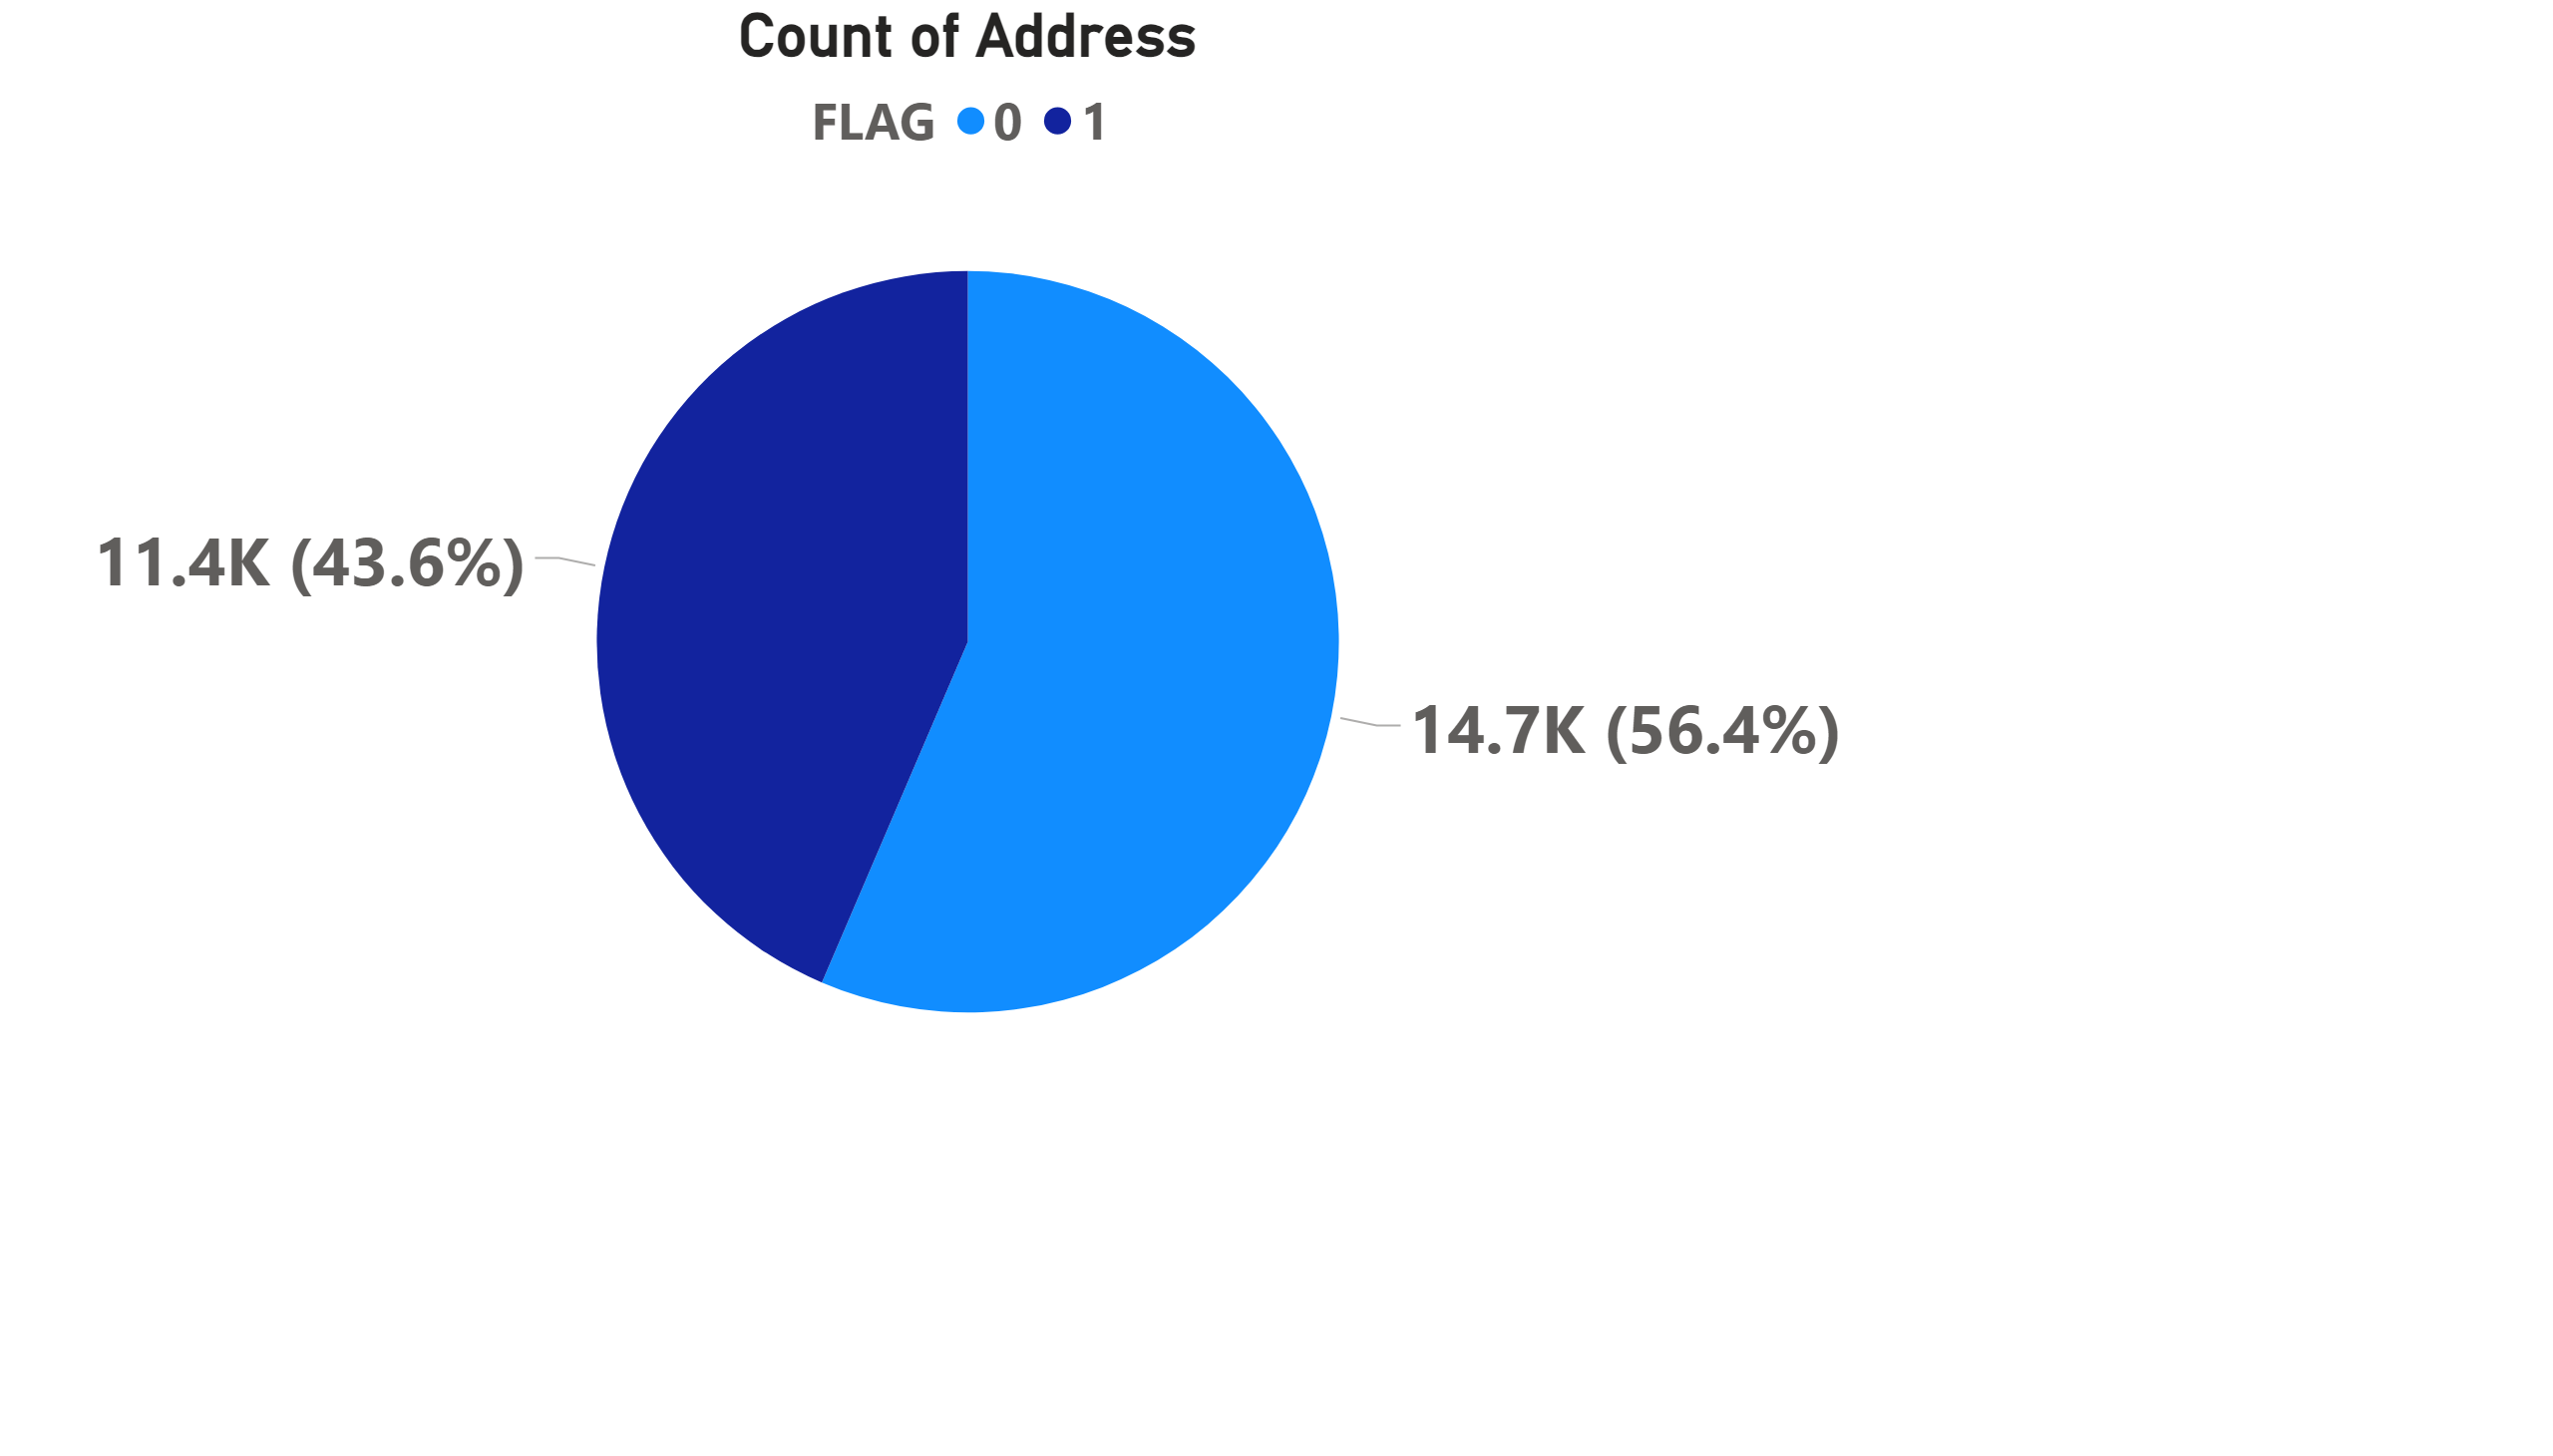 Count of Address
FLAG 0 1
11.4K (43.6%)
14.7K (56.4%)